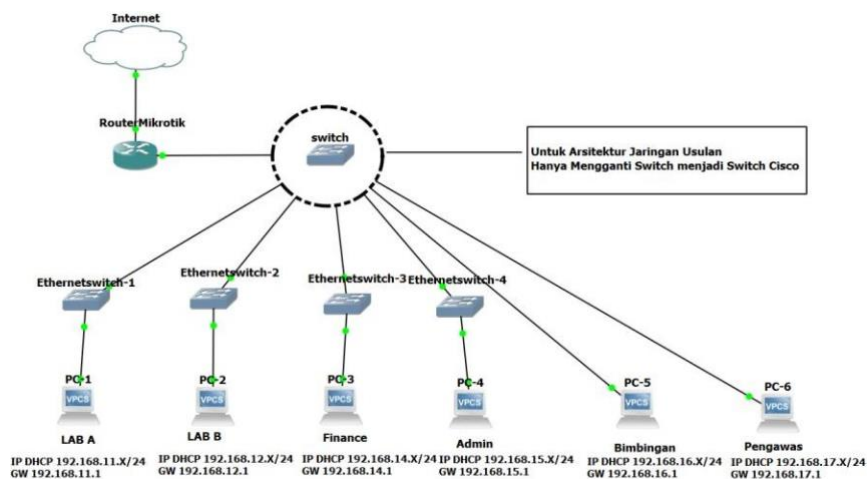 Internet
RouterMikrotik
switch
Untuk Arsitektur Jaringan Usulan
Hanya Mengganti Switch menjadi Switch Cisco
Ethernetswitch-1
Ethernetswitch-2
Ethernetswitch-3
Ethernetswitch-4
PC-1
VPCS
LAB A
IP DHCP 192.168.11.X/24
GW 192.168.11.1
PC-2
VPCS
LAB B
IP DHCP 192.168.12.X/24
GW 192.168.12.1
PC-3
VPCS
Finance
IP DHCP 192.168.14.X/24
GW 192.168.14.1
PC-4
VPCS
Admin
IP DHCP 192.168.15.X/24
GW 192.168.15.1
PC-5
VPCS
Bimbingan
IP DHCP 192.168.16.X/24
GW 192.168.16.1
PC-6
VPCS
Pengawas
IP DHCP 192.168.17.X/24
GW 192.168.17.1